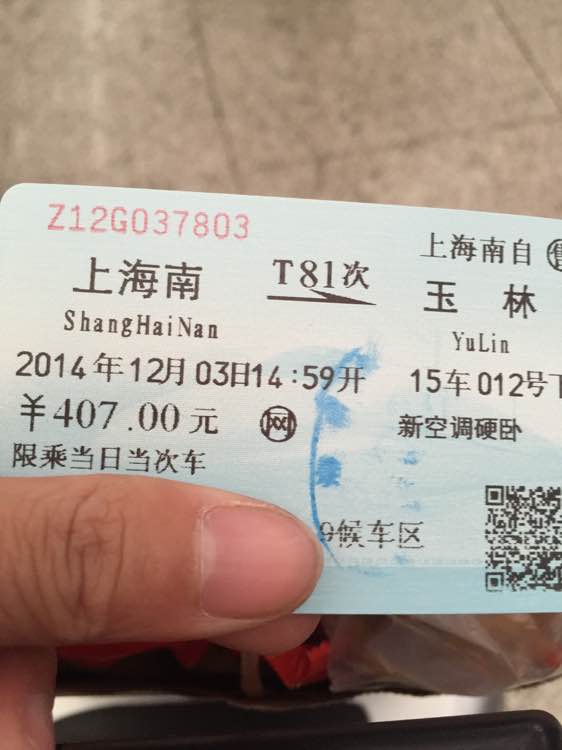 Z12G037803
上海南自 售
上海南 T81次 玉林
ShangHaiNan YuLin
2014年12月03日14:59开 15车012号下
￥407.00元 网 新空调硬卧
限乘当日当次车
9候车区